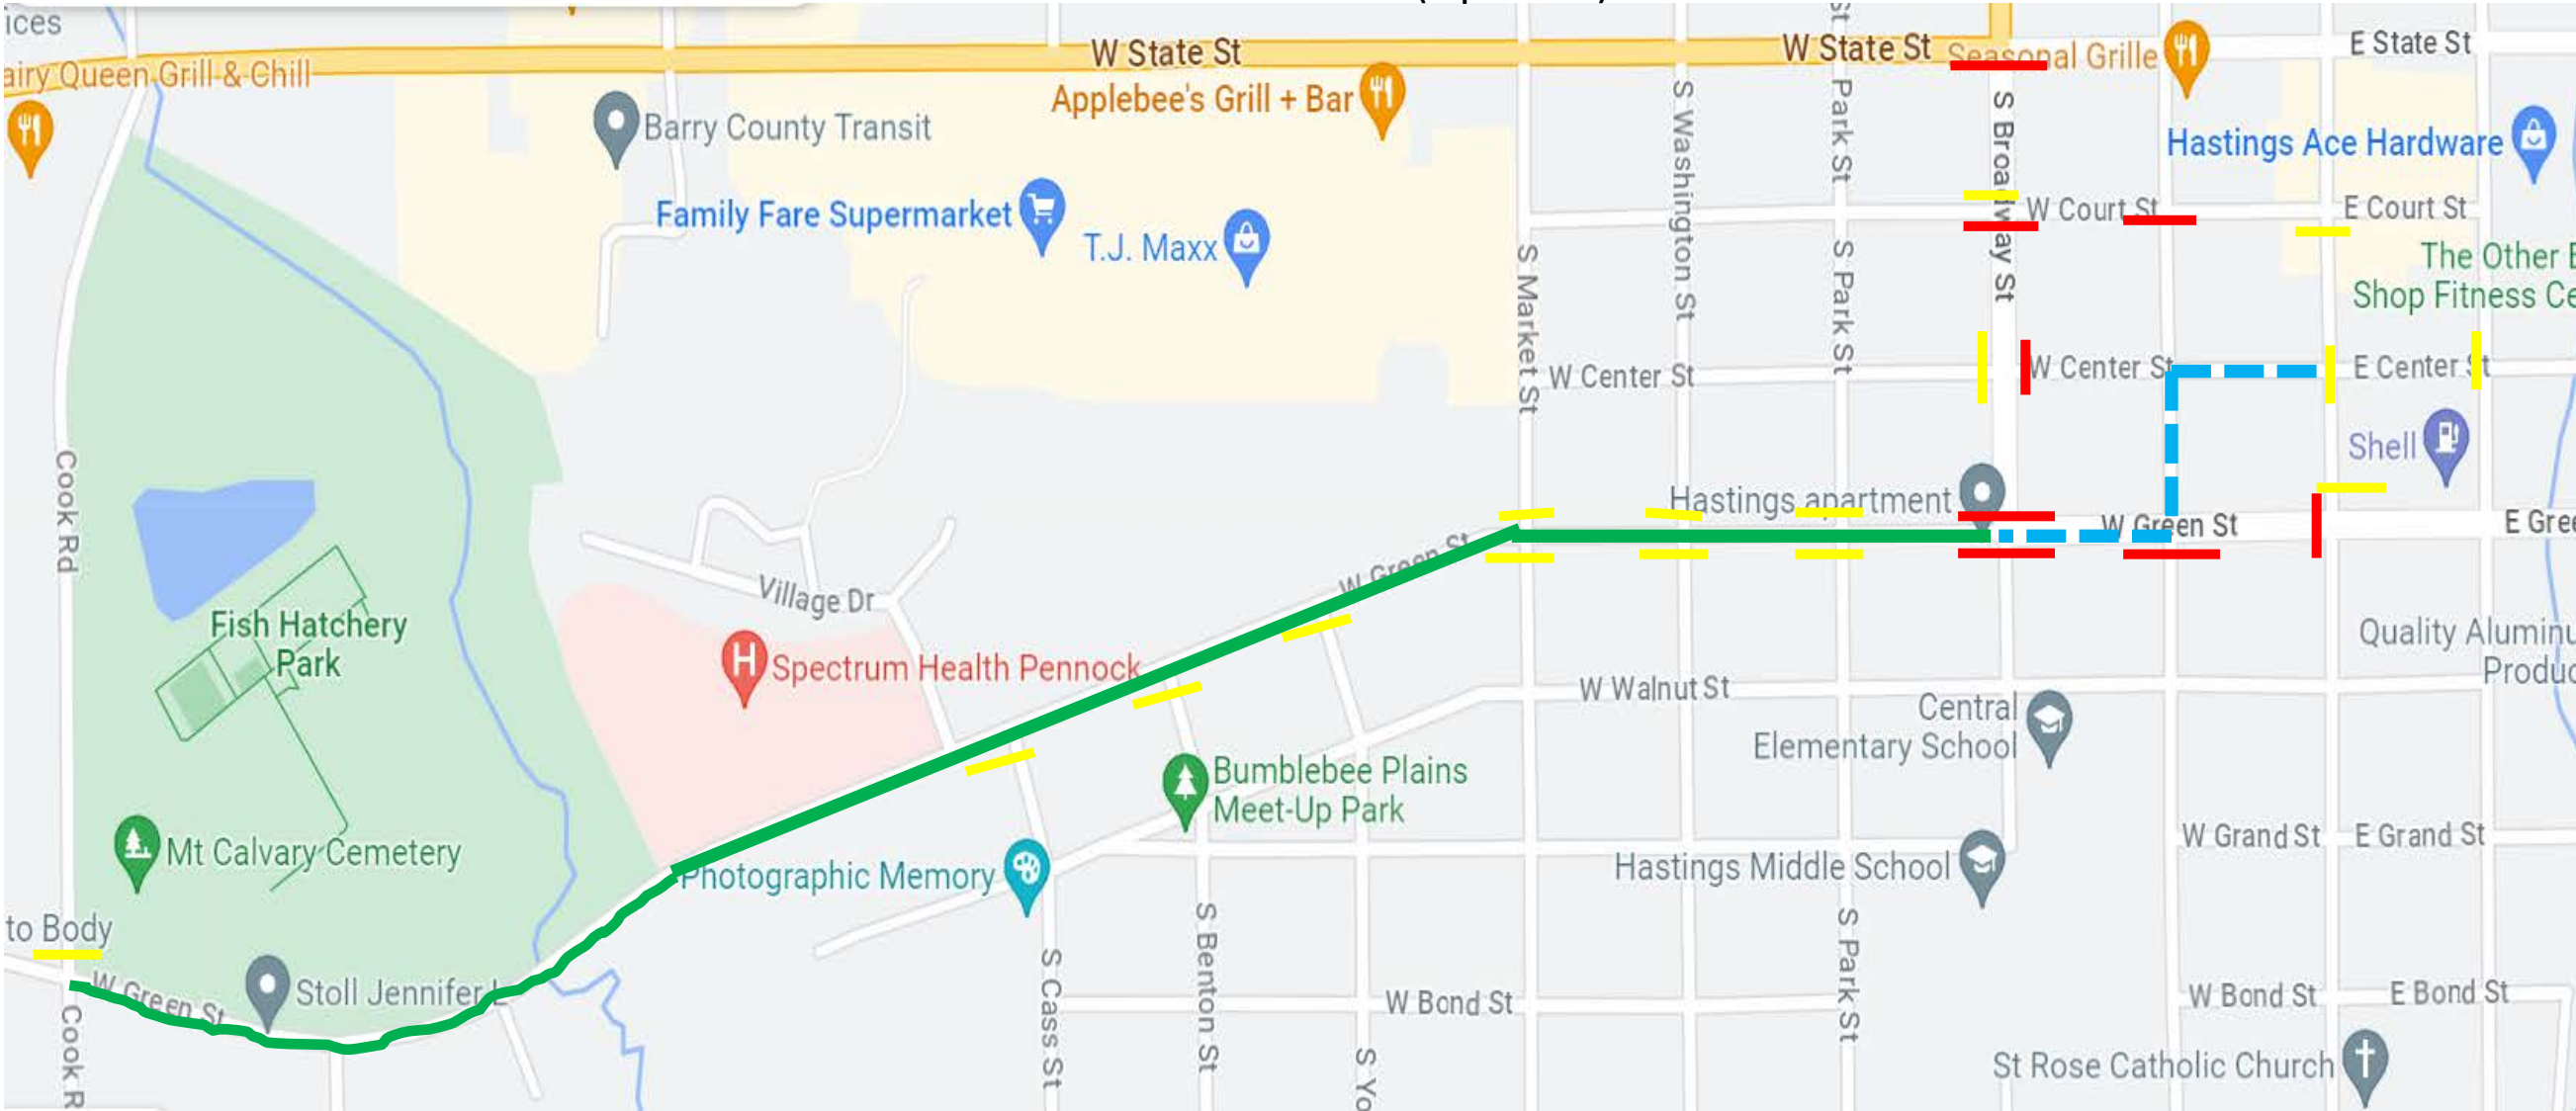 ices
W State St
W State St
E State St
airy Queen Grill & Chill
Seasonal Grille
Applebee's Grill + Bar
Barry County Transit
Hastings Ace Hardware
S Washington St
Park St
S Broadway St
Family Fare Supermarket
T.J. Maxx
W Court St
E Court St
The Other
Shop Fitness Ce
S Market St
S Park St
W Center St
W Center St
E Center St
Shell
Cook Rd
Hastings apartment
W Green St
E Gree
W Green St
Village Dr
Fish Hatchery
Park
Spectrum Health Pennock
Quality Aluminu
Produc
W Walnut St
Central
Elementary School
Bumblebee Plains
Meet-Up Park
Mt Calvary Cemetery
Photographic Memory
Hastings Middle School
W Grand St
E Grand St
to Body
W Green St
Stoll Jennifer L
S Cass St
S Benton St
S Park St
W Bond St
W Bond St
E Bond St
Cook R
S Yo
St Rose Catholic Church